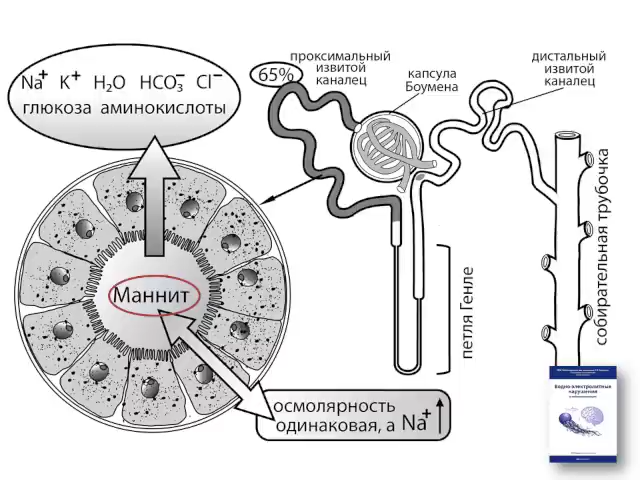 Na⁺ K⁺ H₂O HCO₃⁻ Cl⁻
глюкоза аминокислоты
65%
проксимальный
извитой
каналец
капсула
Боумена
дистальный
извитой
каналец
собирательная трубочка
петля Генле
Маннит
осмолярность
одинаковая, а Na⁺
Водно-электролитные
нарушения